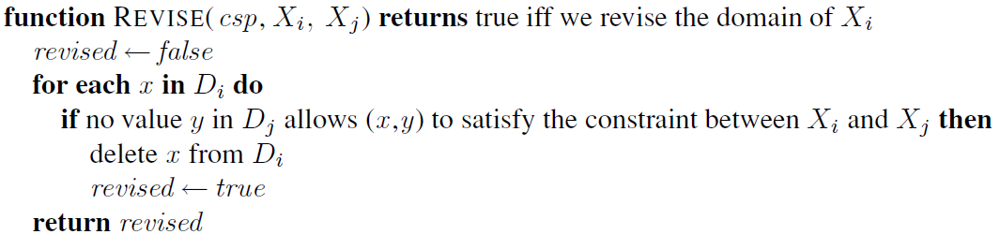 function REVISE( csp, Xi, Xj) returns true iff we revise the domain of Xi
revised ← false
for each x in Di do
if no value y in Dj allows (x,y) to satisfy the constraint between Xi and Xj then
delete x from Di
revised ← true
return revised